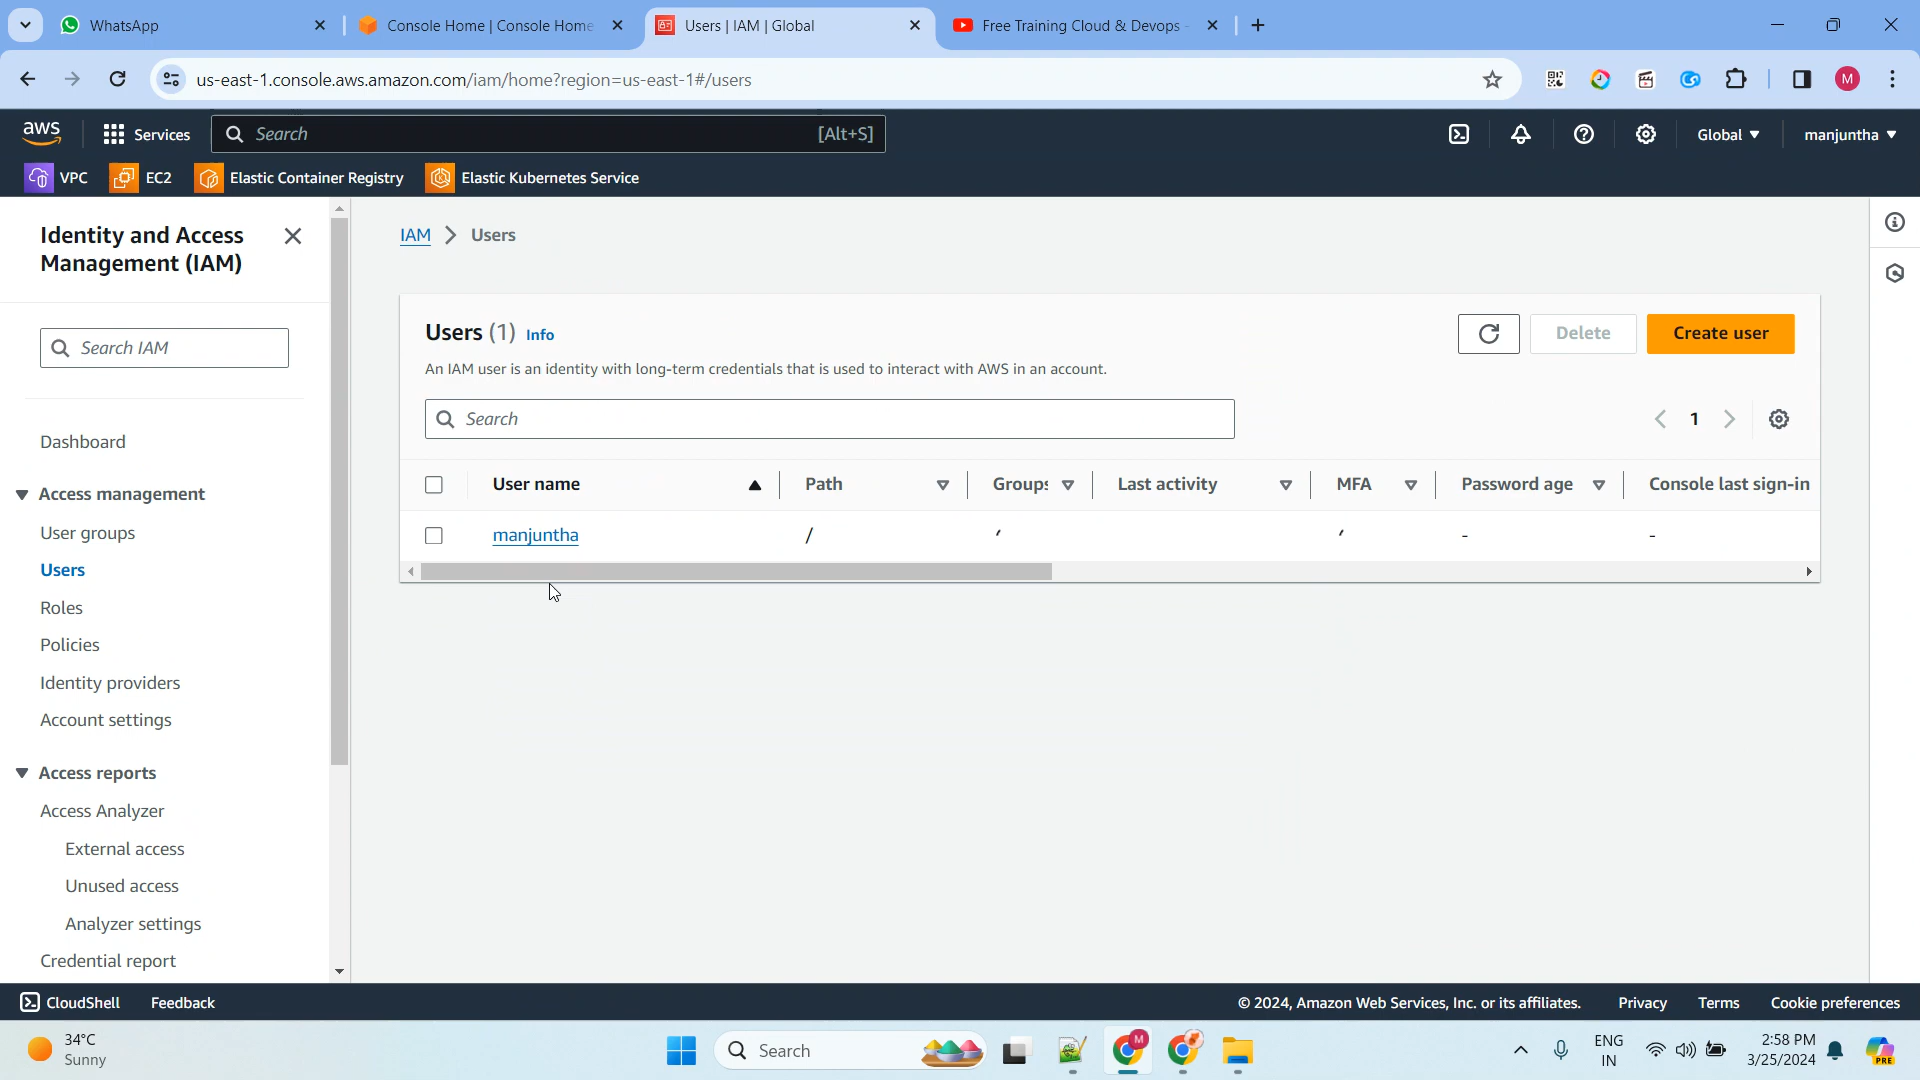 WhatsApp
Console Home | Console Home
Users | IAM | Global
Free Training Cloud & Devops -
us-east-1.console.aws.amazon.com/iam/home?region=us-east-1#/users
M
aws
Services
Search
[Alt+S]
Global
manjuntha
VPC
EC2
Elastic Container Registry
Elastic Kubernetes Service
Identity and Access
Management (IAM)
Search IAM
Dashboard
Access management
User groups
Users
Roles
Policies
Identity providers
Account settings
Access reports
Access Analyzer
External access
Unused access
Analyzer settings
Credential report
IAM > Users
Users (1) Info
An IAM user is an identity with long-term credentials that is used to interact with AWS in an account.
Delete
Create user
Search
1
User name Path Groups Last activity MFA Password age Console last sign-in
manjuntha / - -
CloudShell Feedback
© 2024, Amazon Web Services, Inc. or its affiliates. Privacy Terms Cookie preferences
34°C
Sunny
Search
M
ENG
IN
2:58 PM
3/25/2024
PRE